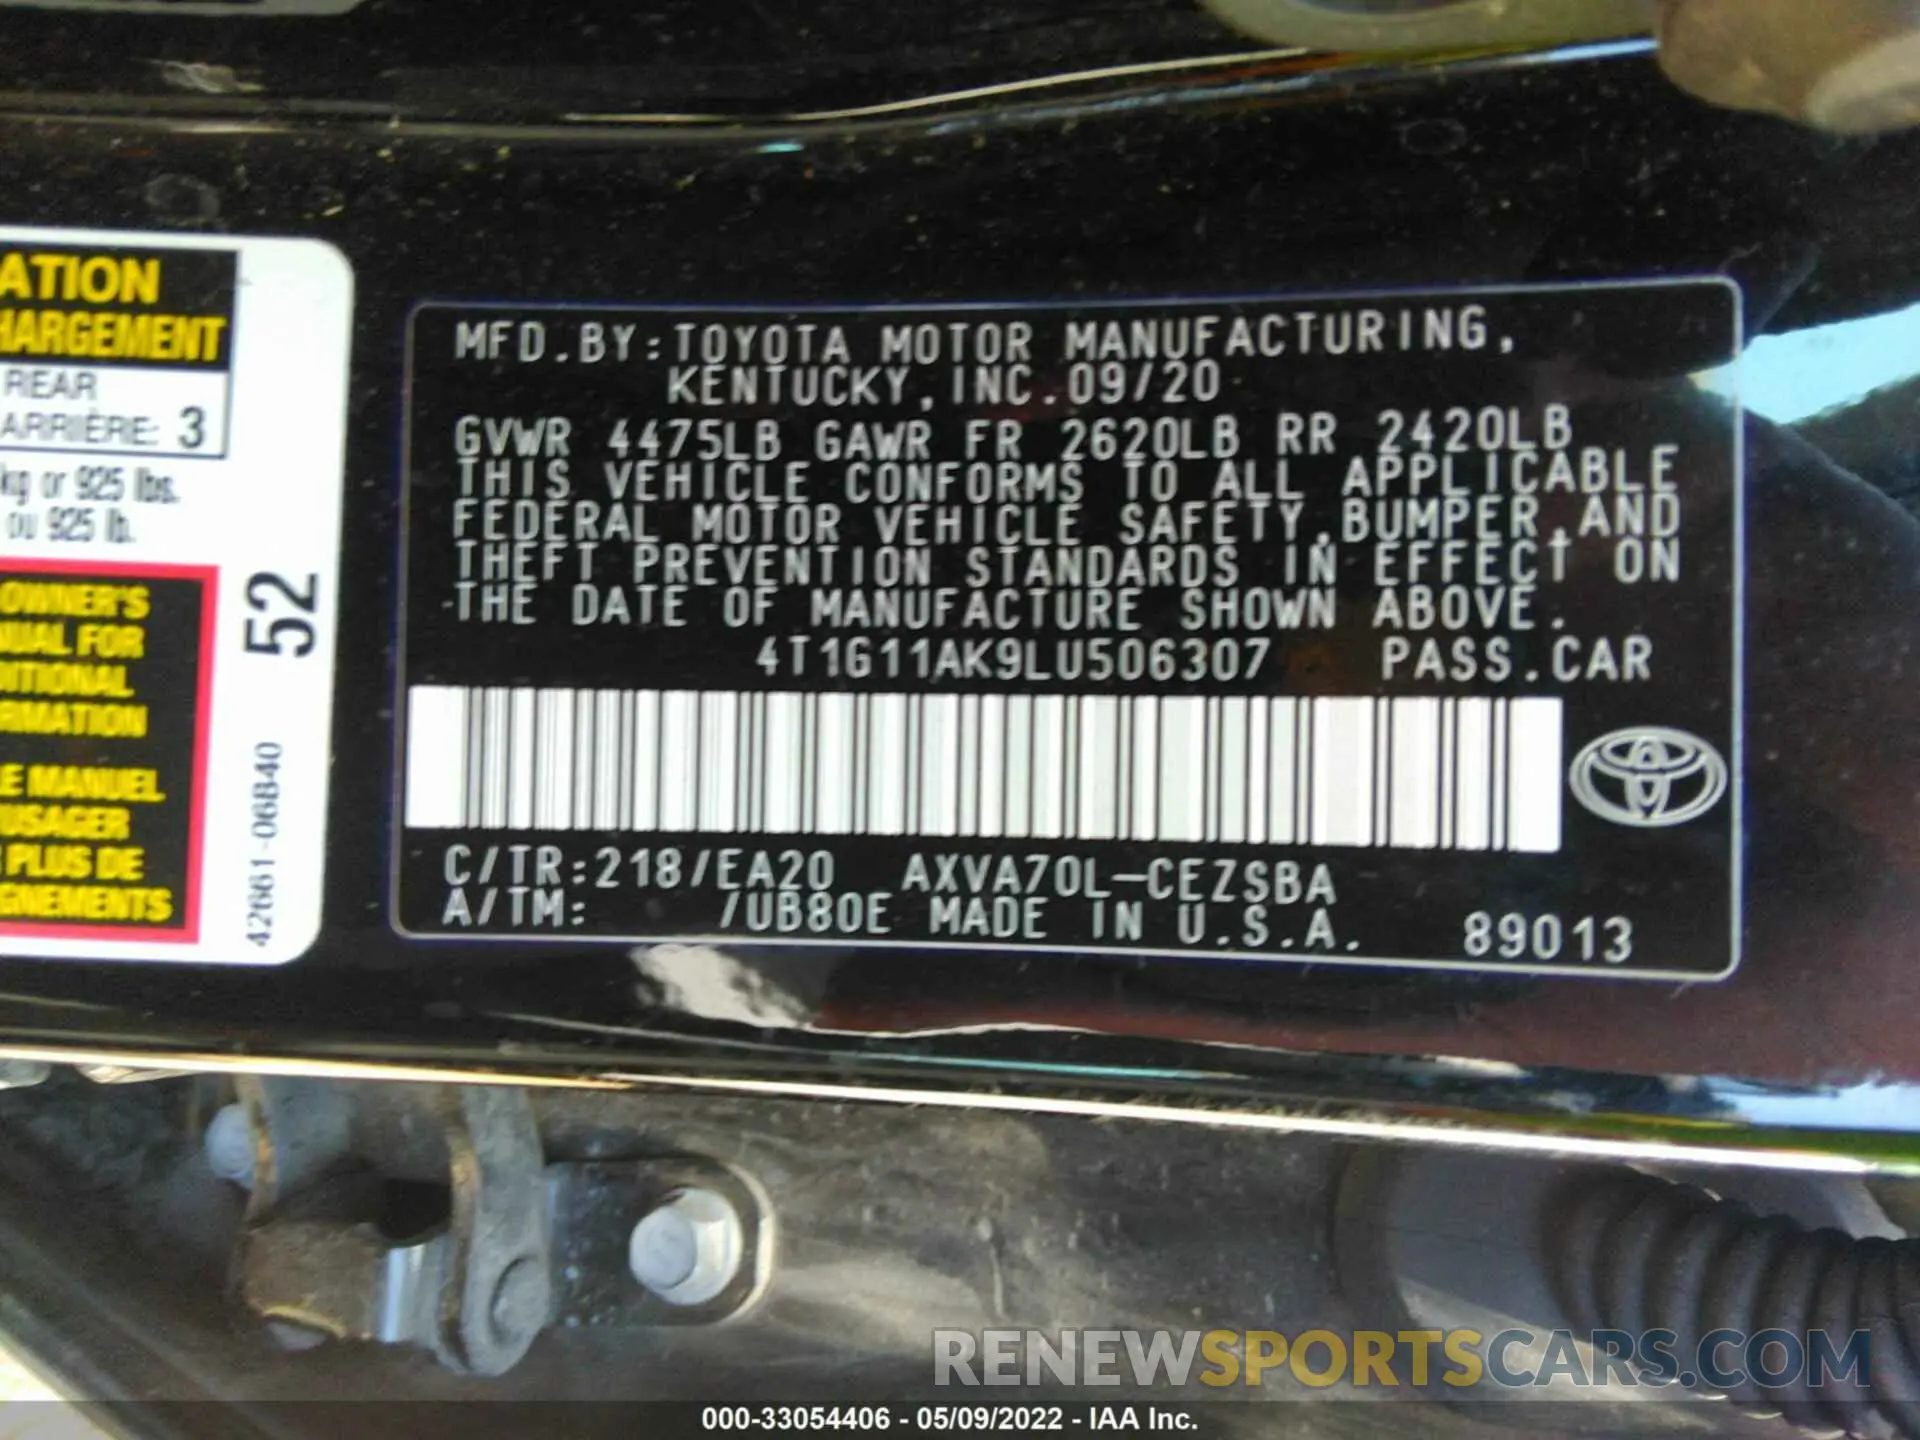 ATION
HARGEMENT
REAR
ARRIÈRE: 3
kg or 925 lbs.
ou 925 lb.
OWNER'S
NUAL FOR
DITIONAL
RMATION
LE MANUEL
USAGER
R PLUS DE
GNEMENTS
52
42661-06B40
MFD.BY:TOYOTA MOTOR MANUFACTURING,
KENTUCKY,INC.09/20
GVWR 4475LB GAWR FR 2620LB RR 2420LB
THIS VEHICLE CONFORMS TO ALL APPLICABLE
FEDERAL MOTOR VEHICLE SAFETY,BUMPER,AND
THEFT PREVENTION STANDARDS IN EFFECT ON
THE DATE OF MANUFACTURE SHOWN ABOVE.
4T1G11AK9LU506307 PASS.CAR
C/TR:218/EA20 AXVA70L-CEZSBA
A/TM: /UB80E MADE IN U.S.A. 89013
RENEWSPORTSCARS.COM
000-33054406 - 05/09/2022 - IAA Inc.